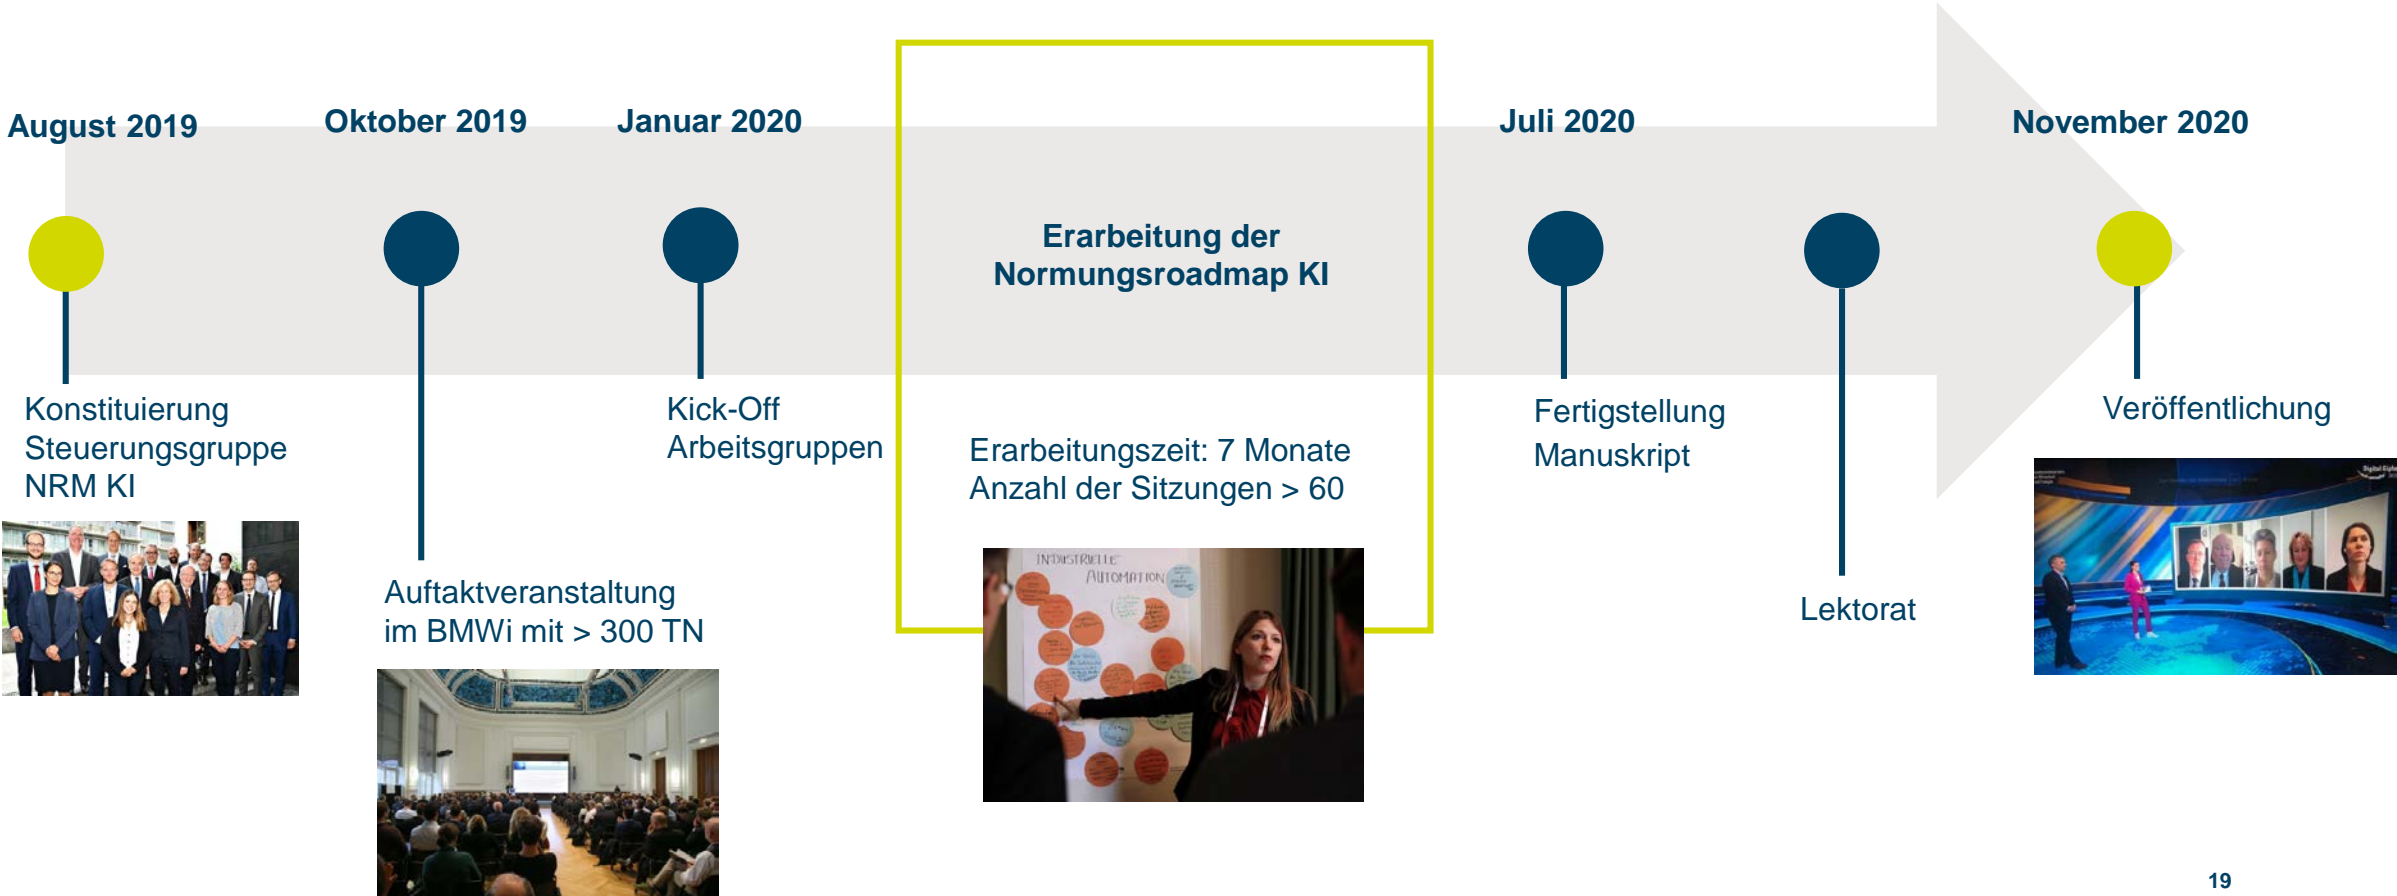 August 2019
Oktober 2019
Januar 2020
Juli 2020
November 2020
Erarbeitung der
Normungsroadmap KI
Konstituierung
Steuerungsgruppe
NRM KI
Auftaktveranstaltung
im BMWi mit > 300 TN
Kick-Off
Arbeitsgruppen
Erarbeitungszeit: 7 Monate
Anzahl der Sitzungen > 60
INDUSTRIELLE
AUTOMATION
Fertigstellung
Manuskript
Lektorat
Veröffentlichung
19